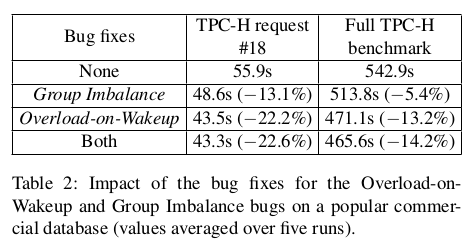 Bug fixes TPC-H request #18 Full TPC-H benchmark
None 55.9s 542.9s
Group Imbalance 48.6s (−13.1%) 513.8s (−5.4%)
Overload-on-Wakeup 43.5s (−22.2%) 471.1s (−13.2%)
Both 43.3s (−22.6%) 465.6s (−14.2%)
Table 2: Impact of the bug fixes for the Overload-on-
Wakeup and Group Imbalance bugs on a popular commer-
cial database (values averaged over five runs).